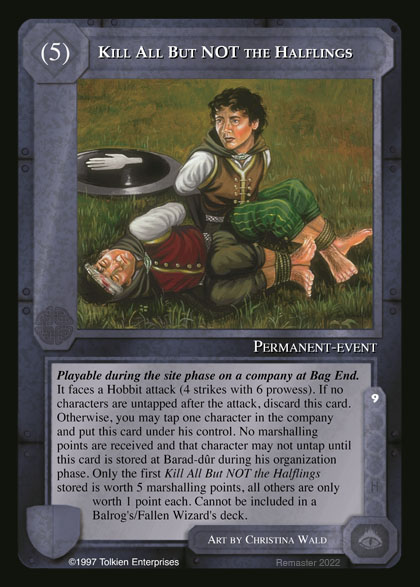 (5)
Kill All But NOT the Halflings
Permanent-event
Playable during the site phase on a company at Bag End.
It faces a Hobbit attack (4 strikes with 6 prowess). If no
characters are untapped after the attack, discard this card.
Otherwise, you may tap one character in the company
and put this card under his control. No marshalling
points are received and that character may not untap until
this card is stored at Barad-dûr during his organization
phase. Only the first Kill All But NOT the Halflings
stored is worth 5 marshalling points, all others are only
worth 1 point each. Cannot be included in a
Balrog's/Fallen Wizard's deck.
9
Art by Christina Wald
©1997 Tolkien Enterprises
Remaster 2022